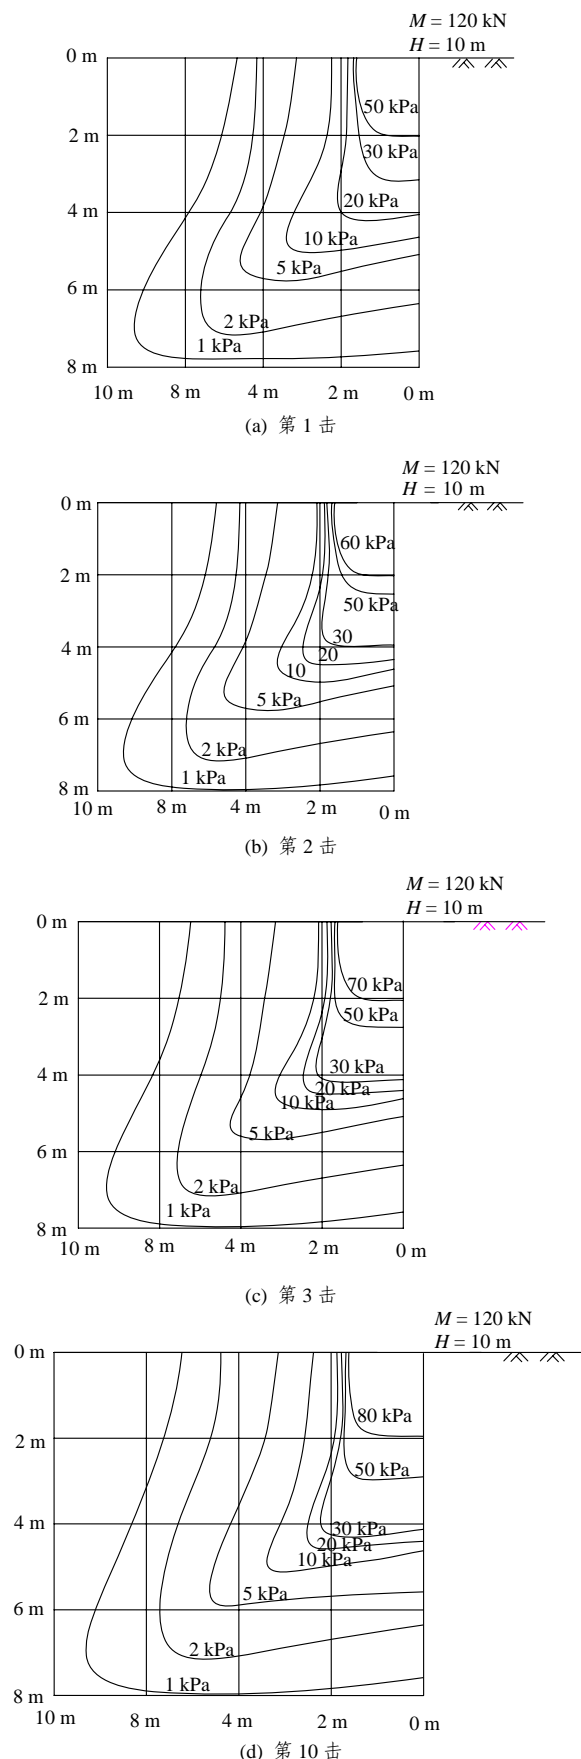 M = 120 kN
H = 10 m
0 m
50 kPa
2 m
30 kPa
20 kPa
4 m
10 kPa
5 kPa
6 m
2 kPa
1 kPa
8 m
10 m 8 m 4 m 2 m 0 m
(a) 第 1 击
M = 120 kN
H = 10 m
0 m
60 kPa
2 m
50 kPa
30
4 m
20
10
5 kPa
6 m
2 kPa
1 kPa
8 m
10 m 8 m 4 m 2 m 0 m
(b) 第 2 击
M = 120 kN
H = 10 m
0 m
70 kPa
2 m
50 kPa
30 kPa
4 m
20 kPa
10 kPa
5 kPa
6 m
2 kPa
1 kPa
8 m
10 m 8 m 4 m 2 m 0 m
(c) 第 3 击
M = 120 kN
H = 10 m
0 m
80 kPa
2 m
50 kPa
4 m
30 kPa
20 kPa
10 kPa
5 kPa
6 m
2 kPa
1 kPa
8 m
10 m 8 m 4 m 2 m 0 m
(d) 第 10 击